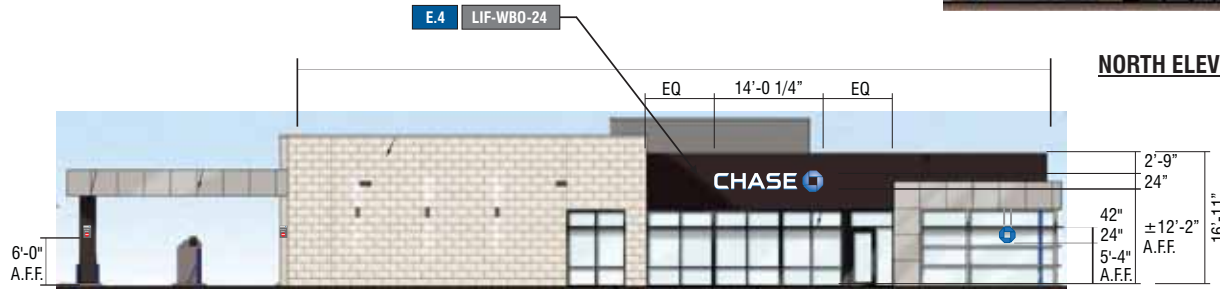 E.4 LIF-WBO-24
NORTH ELEV
EQ 14'-0 1/4" EQ
CHASE
2'-9"
24"
±12'-2"
A.F.F.
16'-11"
42"
24"
5'-4"
A.F.F.
6'-0"
A.F.F.